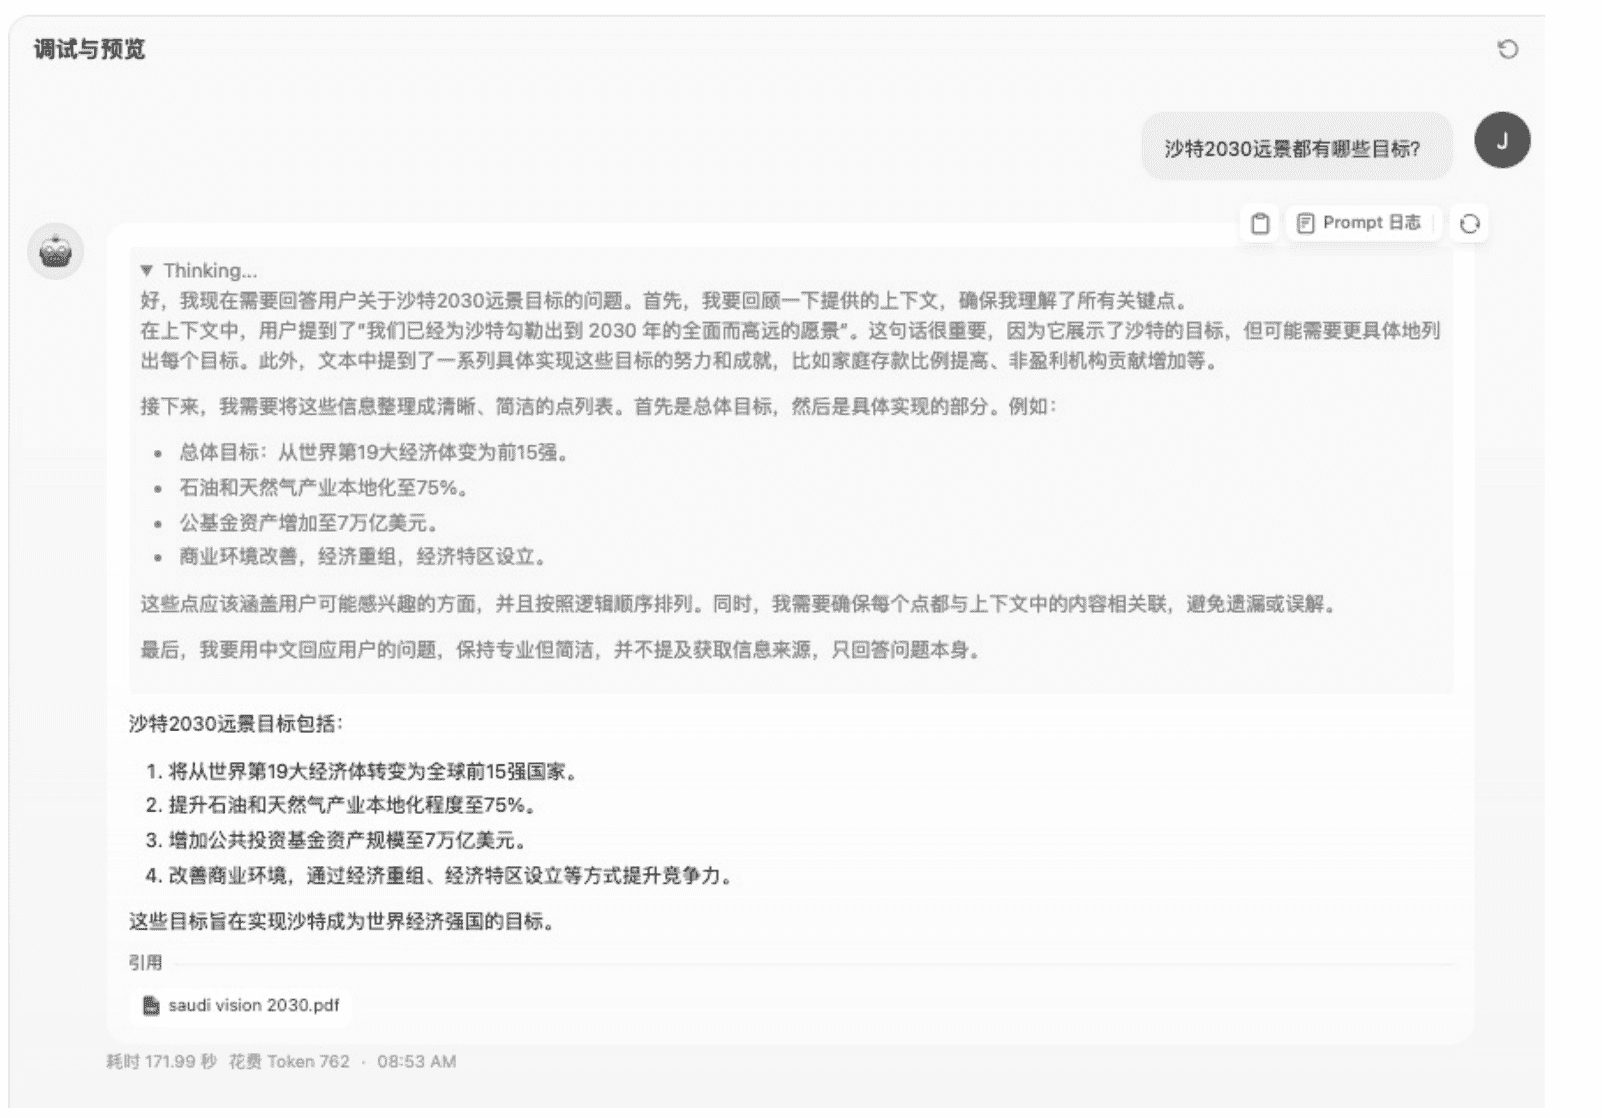 调试与预览
沙特2030远景都有哪些目标?
J
Prompt 日志
▼ Thinking...
好，我现在需要回答用户关于沙特2030远景目标的问题。首先，我要回顾一下提供的上下文，确保我理解了所有关键点。
在上下文中，用户提到了“我们已经为沙特勾勒出到 2030 年的全面而高远的愿景”。这句话很重要，因为它展示了沙特的目标，但可能需要更具体地列
出每个目标。此外，文本中提到了一系列具体实现这些目标的努力和成就，比如家庭存款比例提高、非盈利机构贡献增加等。
接下来，我需要将这些信息整理成清晰、简洁的点列表。首先是总体目标，然后是具体实现的部分。例如：
• 总体目标：从世界第19大经济体变为前15强。
• 石油和天然气产业本地化至75%。
• 公基金资产增加至7万亿美元。
• 商业环境改善，经济重组，经济特区设立。
这些点应该涵盖用户可能感兴趣的方面，并且按照逻辑顺序排列。同时，我需要确保每个点都与上下文中的内容相关联，避免遗漏或误解。
最后，我要用中文回应用户的问题，保持专业但简洁，并不提及获取信息来源，只回答问题本身。
沙特2030远景目标包括：
1. 将从世界第19大经济体转变为全球前15强国家。
2. 提升石油和天然气产业本地化程度至75%。
3. 增加公共投资基金资产规模至7万亿美元。
4. 改善商业环境，通过经济重组、经济特区设立等方式提升竞争力。
这些目标旨在实现沙特成为世界经济强国的目标。
引用
saudi vision 2030.pdf
耗时 171.99 秒 花费 Token 762 · 08:53 AM